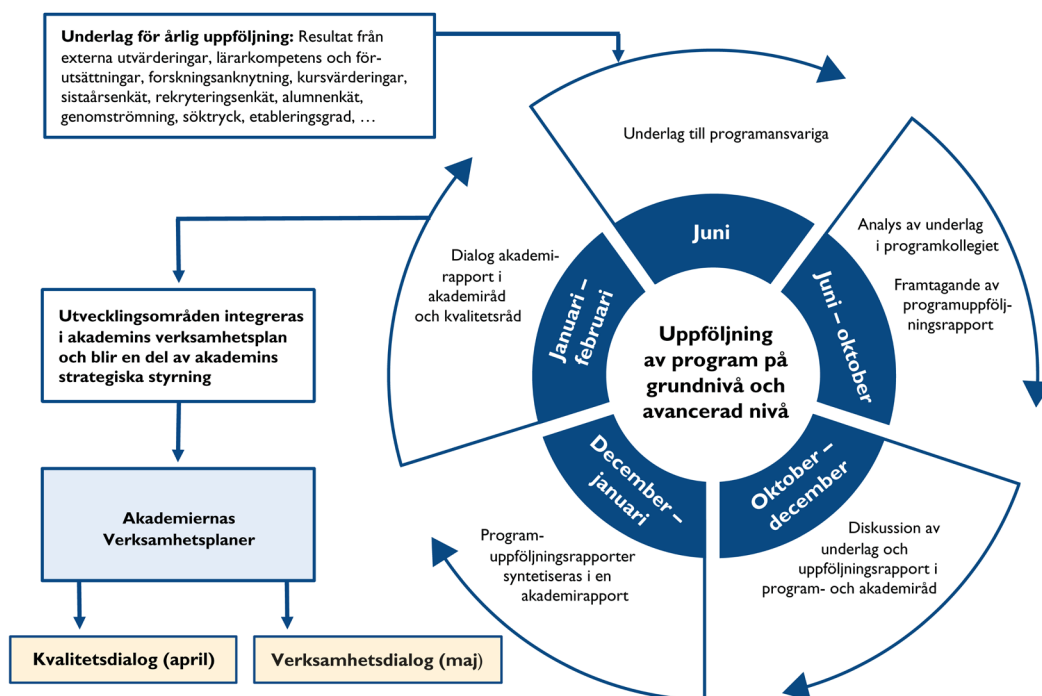 Underlag för årlig uppföljning: Resultat från
externa utvärderingar, lärarkompetens och för-
utsättningar, forskningsanknytning, kursvärderingar,
sistaårsenkät, rekryteringsenkät, alumnenkät,
genomströmning, söktryck, etableringsgrad, …
Underlag till programansvariga
Juni
Analys av underlag
i programkollegiet
Framtagande av
programuppfölj-
ningsrapport
Juni – oktober
Diskussion av
underlag och
uppföljningsrapport i
program- och akademiråd
Oktober –
december
Program-
uppföljningsrapporter
syntetiseras i en
akademirapport
December –
januari
Dialog akademi-
rapport i
akademiråd
och kvalitetsråd
Januari –
februari
Uppföljning
av program på
grundnivå och
avancerad nivå
Utvecklingsområden integreras
i akademins verksamhetsplan
och blir en del av akademins
strategiska styrning
Akademiernas
Verksamhetsplaner
Kvalitetsdialog (april)
Verksamhetsdialog (maj)